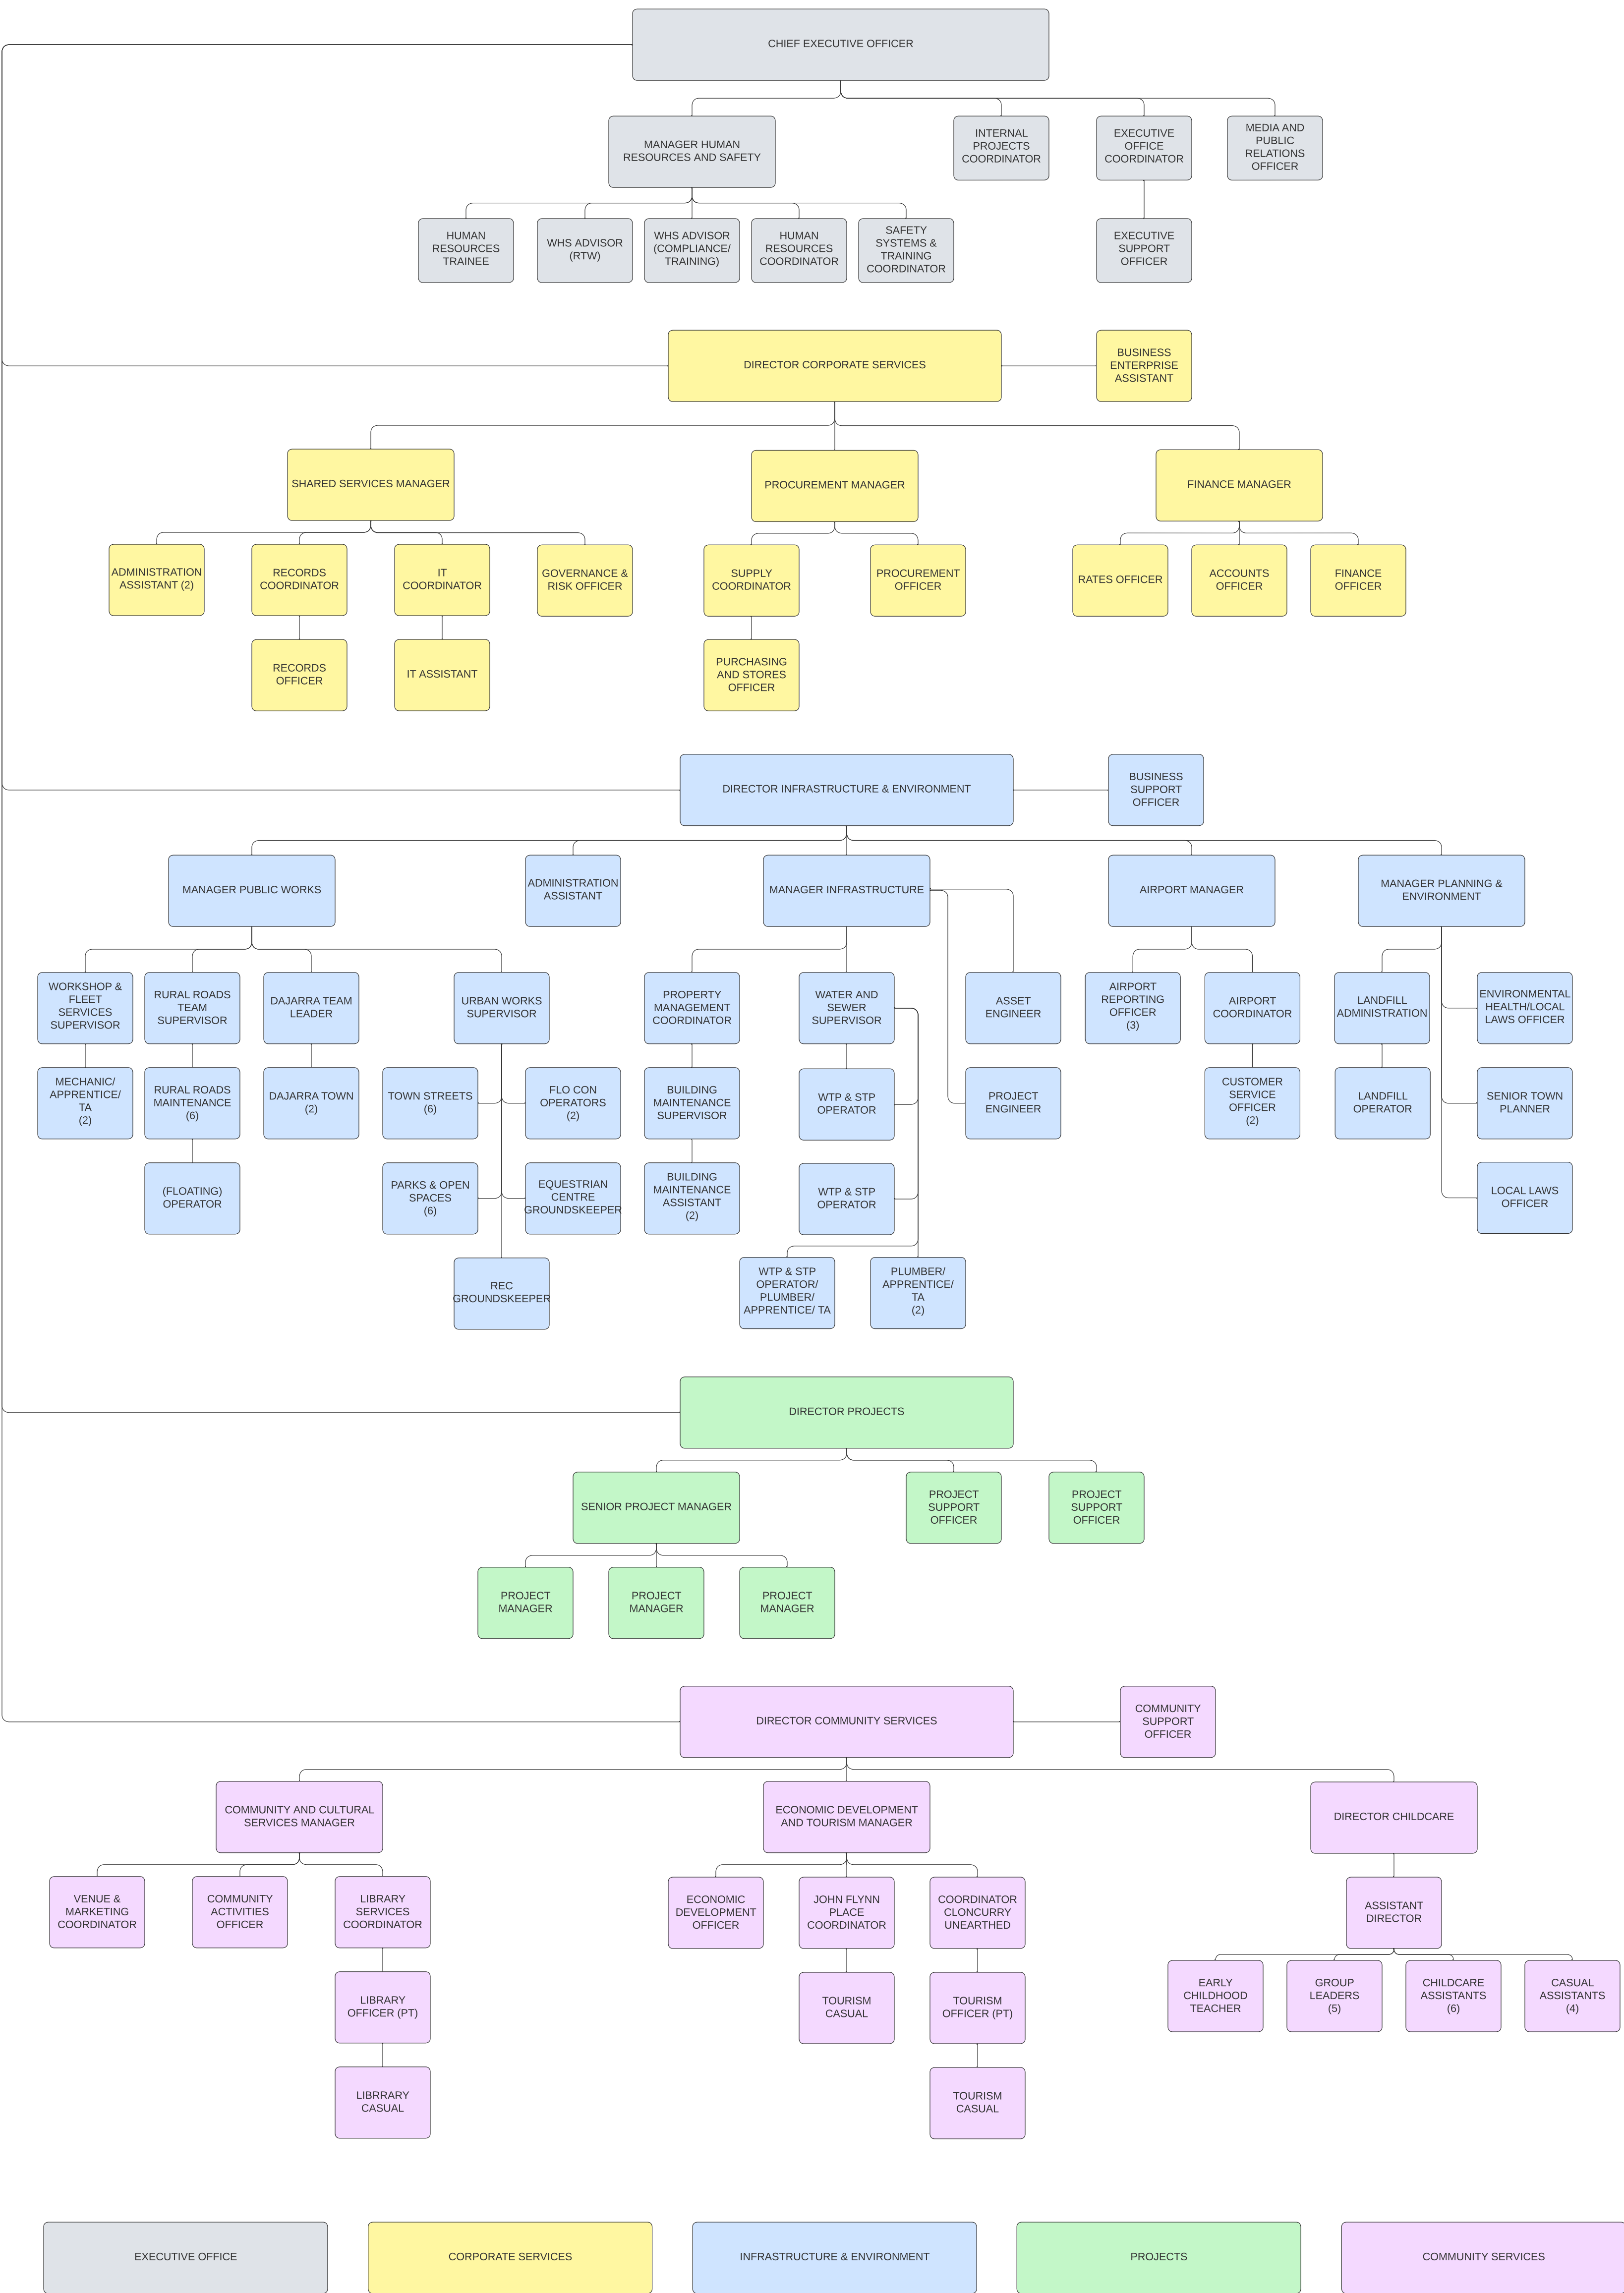 CHIEF EXECUTIVE OFFICER
MANAGER HUMAN
RESOURCES AND SAFETY
INTERNAL
PROJECTS
COORDINATOR
EXECUTIVE
OFFICE
COORDINATOR
MEDIA AND
PUBLIC
RELATIONS
OFFICER
HUMAN
RESOURCES
TRAINEE
WHS ADVISOR
(RTW)
WHS ADVISOR
(COMPLIANCE/
TRAINING)
HUMAN
RESOURCES
COORDINATOR
SAFETY
SYSTEMS &
TRAINING
COORDINATOR
EXECUTIVE
SUPPORT
OFFICER
DIRECTOR CORPORATE SERVICES
BUSINESS
ENTERPRISE
ASSISTANT
SHARED SERVICES MANAGER
PROCUREMENT MANAGER
FINANCE MANAGER
ADMINISTRATION
ASSISTANT (2)
RECORDS
COORDINATOR
IT
COORDINATOR
GOVERNANCE &
RISK OFFICER
SUPPLY
COORDINATOR
PROCUREMENT
OFFICER
RATES OFFICER
ACCOUNTS
OFFICER
FINANCE
OFFICER
RECORDS
OFFICER
IT ASSISTANT
PURCHASING
AND STORES
OFFICER
DIRECTOR INFRASTRUCTURE & ENVIRONMENT
BUSINESS
SUPPORT
OFFICER
MANAGER PUBLIC WORKS
ADMINISTRATION
ASSISTANT
MANAGER INFRASTRUCTURE
AIRPORT MANAGER
MANAGER PLANNING &
ENVIRONMENT
WORKSHOP &
FLEET
SERVICES
SUPERVISOR
RURAL ROADS
TEAM
SUPERVISOR
DAJARRA TEAM
LEADER
URBAN WORKS
SUPERVISOR
PROPERTY
MANAGEMENT
COORDINATOR
WATER AND
SEWER
SUPERVISOR
ASSET
ENGINEER
AIRPORT
REPORTING
OFFICER
(3)
AIRPORT
COORDINATOR
LANDFILL
ADMINISTRATION
ENVIRONMENTAL
HEALTH/LOCAL
LAWS OFFICER
MECHANIC/
APPRENTICE/
TA
(2)
RURAL ROADS
MAINTENANCE
(6)
DAJARRA TOWN
(2)
TOWN STREETS
(6)
FLO CON
OPERATORS
(2)
BUILDING
MAINTENANCE
SUPERVISOR
WTP & STP
OPERATOR
PROJECT
ENGINEER
CUSTOMER
SERVICE
OFFICER
(2)
LANDFILL
OPERATOR
SENIOR TOWN
PLANNER
(FLOATING)
OPERATOR
PARKS & OPEN
SPACES
(6)
EQUESTRIAN
CENTRE
GROUNDSKEEPER
BUILDING
MAINTENANCE
ASSISTANT
(2)
WTP & STP
OPERATOR
LOCAL LAWS
OFFICER
REC
GROUNDSKEEPER
WTP & STP
OPERATOR/
PLUMBER/
APPRENTICE/ TA
PLUMBER/
APPRENTICE/
TA
(2)
DIRECTOR PROJECTS
SENIOR PROJECT MANAGER
PROJECT
SUPPORT
OFFICER
PROJECT
SUPPORT
OFFICER
PROJECT
MANAGER
PROJECT
MANAGER
PROJECT
MANAGER
DIRECTOR COMMUNITY SERVICES
COMMUNITY
SUPPORT
OFFICER
COMMUNITY AND CULTURAL
SERVICES MANAGER
ECONOMIC DEVELOPMENT
AND TOURISM MANAGER
DIRECTOR CHILDCARE
VENUE &
MARKETING
COORDINATOR
COMMUNITY
ACTIVITIES
OFFICER
LIBRARY
SERVICES
COORDINATOR
ECONOMIC
DEVELOPMENT
OFFICER
JOHN FLYNN
PLACE
COORDINATOR
COORDINATOR
CLONCURRY
UNEARTHED
ASSISTANT
DIRECTOR
LIBRARY
OFFICER (PT)
TOURISM
CASUAL
TOURISM
OFFICER (PT)
EARLY
CHILDHOOD
TEACHER
GROUP
LEADERS
(5)
CHILDCARE
ASSISTANTS
(6)
CASUAL
ASSISTANTS
(4)
LIBRRARY
CASUAL
TOURISM
CASUAL
EXECUTIVE OFFICE
CORPORATE SERVICES
INFRASTRUCTURE & ENVIRONMENT
PROJECTS
COMMUNITY SERVICES